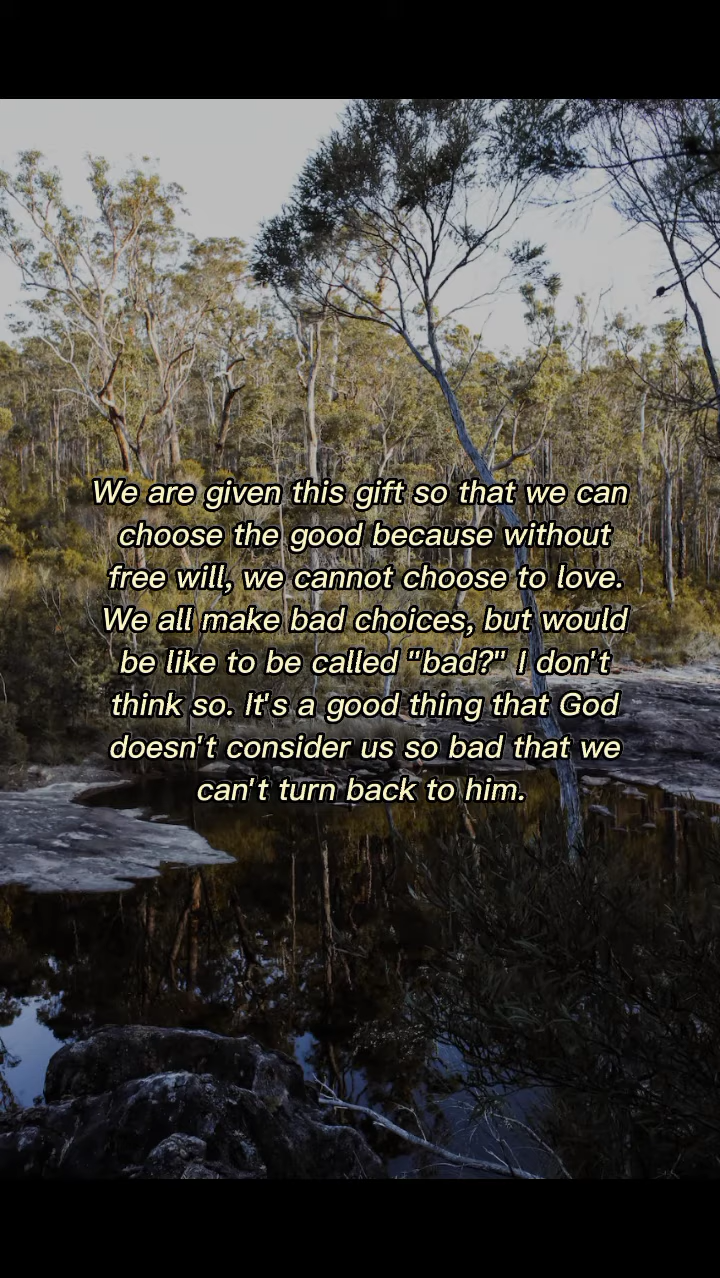 We are given this gift so that we can
choose the good because without
free will, we cannot choose to love.
We all make bad choices, but would
be like to be called "bad?" I don't
think so. It's a good thing that God
doesn't consider us so bad that we
can't turn back to him.